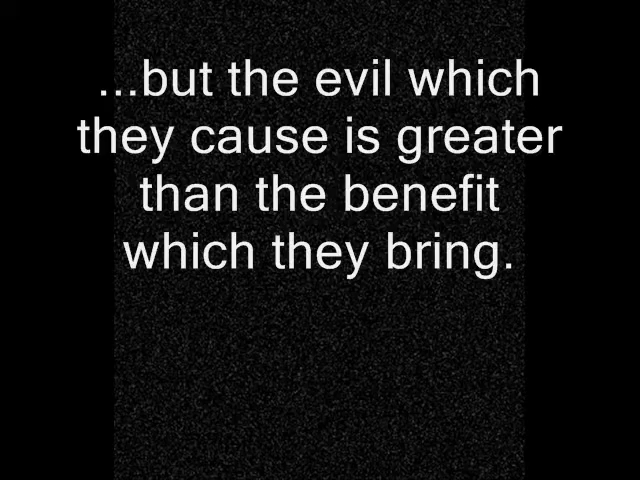 ...but the evil which
they cause is greater
than the benefit
which they bring.